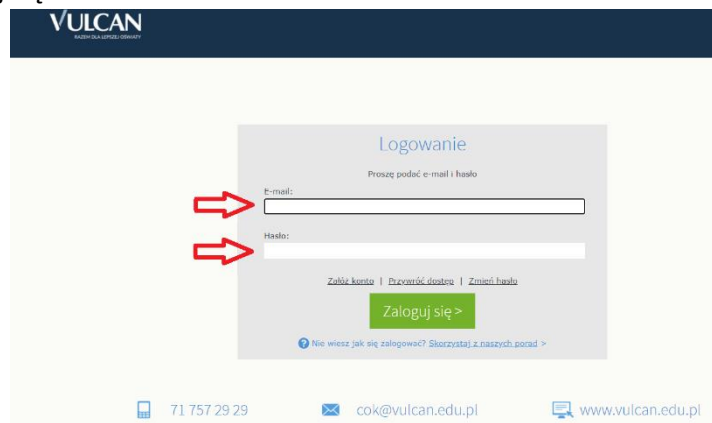 VULCAN
RAZEM DLA LEPSZEJ OŚWIATY
Logowanie
Proszę podać e-mail i hasło
E-mail:
Hasło:
Załóż konto | Przywróć dostęp | Zmień hasło
Zaloguj się >
? Nie wiesz jak się zalogować? Skorzystaj z naszych porad >
71 757 29 29 cok@vulcan.edu.pl www.vulcan.edu.pl